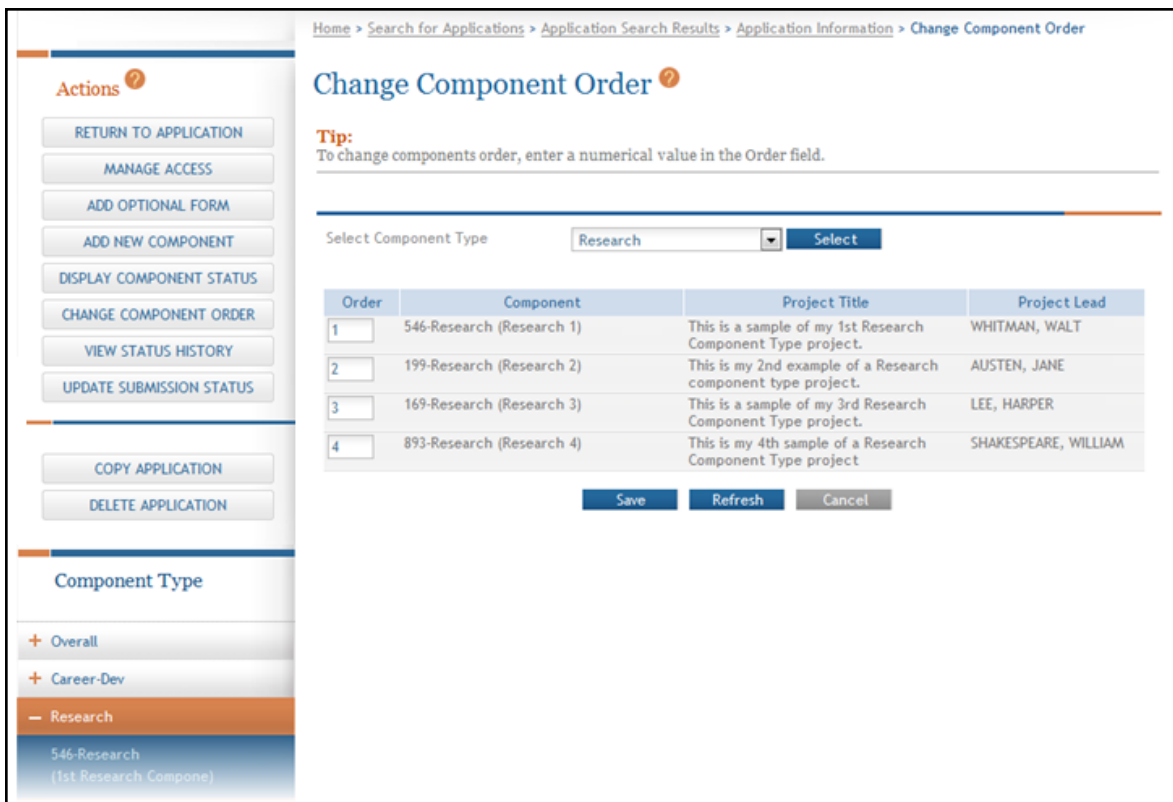 Home > Search for Applications > Application Search Results > Application Information > Change Component Order
Actions ?
RETURN TO APPLICATION
MANAGE ACCESS
ADD OPTIONAL FORM
ADD NEW COMPONENT
DISPLAY COMPONENT STATUS
CHANGE COMPONENT ORDER
VIEW STATUS HISTORY
UPDATE SUBMISSION STATUS
COPY APPLICATION
DELETE APPLICATION
Component Type
+ Overall
+ Career-Dev
– Research
546-Research
(1st Research Compone)
Change Component Order ?
Tip:
To change components order, enter a numerical value in the Order field.
Select Component Type Research Select
Order Component Project Title Project Lead
1 546-Research (Research 1) This is a sample of my 1st Research WHITMAN, WALT
Component Type project.
2 199-Research (Research 2) This is my 2nd example of a Research AUSTEN, JANE
component type project.
3 169-Research (Research 3) This is a sample of my 3rd Research LEE, HARPER
Component Type project.
4 893-Research (Research 4) This is my 4th sample of a Research SHAKESPEARE, WILLIAM
Component Type project
Save Refresh Cancel